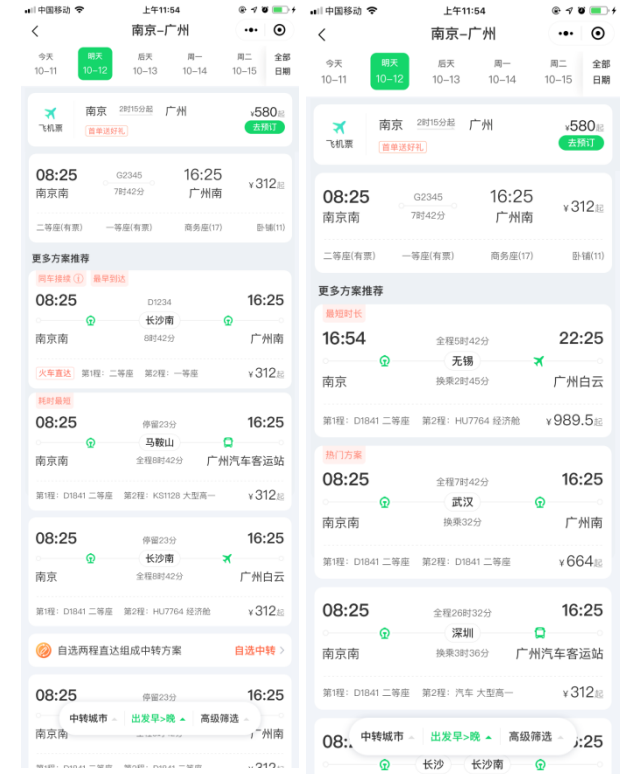 中国移动
上午11:54
南京–广州
今天
明天
后天
周一
周二
全部
10–11
10–12
10–13
10–14
10–15
日期
飞机票
南京
2时15分起
广州
¥580起
首单送好礼
去预订
08:25
G2345
16:25
¥312起
南京南
7时42分
广州南
二等座(有票)
一等座(有票)
商务座(17)
卧铺(11)
更多方案推荐
同车接续
最早到达
08:25
D1234
16:25
长沙南
南京南
8时42分
广州南
火车直达
第1程：二等座
第2程：一等座
¥312起
耗时最短
08:25
停留23分
16:25
马鞍山
南京南
全程8时42分
广州汽车客运站
第1程：D1841 二等座
第2程：KS1128 大型高一
¥312起
08:25
停留23分
16:25
长沙南
南京
全程8时42分
广州白云
第1程：D1841 二等座
第2程：HU7764 经济舱
¥312起
自选两程直达组成中转方案
自选中转
08:25
停留23分
16:25
中转城市
出发早>晚
高级筛选
南京南
广州南
中国移动
上午11:54
南京–广州
今天
明天
后天
周一
周二
全部
10–11
10–12
10–13
10–14
10–15
日期
飞机票
南京
2时15分起
广州
¥580起
首单送好礼
去预订
08:25
G2345
16:25
¥312起
南京南
7时42分
广州南
二等座(有票)
一等座(有票)
商务座(17)
卧铺(11)
更多方案推荐
最短时长
16:54
全程5时42分
22:25
无锡
南京
换乘2时45分
广州白云
第1程：D1841 二等座
第2程：HU7764 经济舱
¥989.5起
热门方案
08:25
全程7时42分
16:25
武汉
南京南
换乘32分
广州南
第1程：D1841 二等座
第2程：D1841 二等座
¥664起
08:25
全程26时32分
16:25
深圳
南京南
换乘3时36分
广州汽车客运站
第1程：D1841 二等座
第2程：汽车 大型高一
¥312起
08:
:25
中转城市
出发早>晚
高级筛选
长沙
长沙南